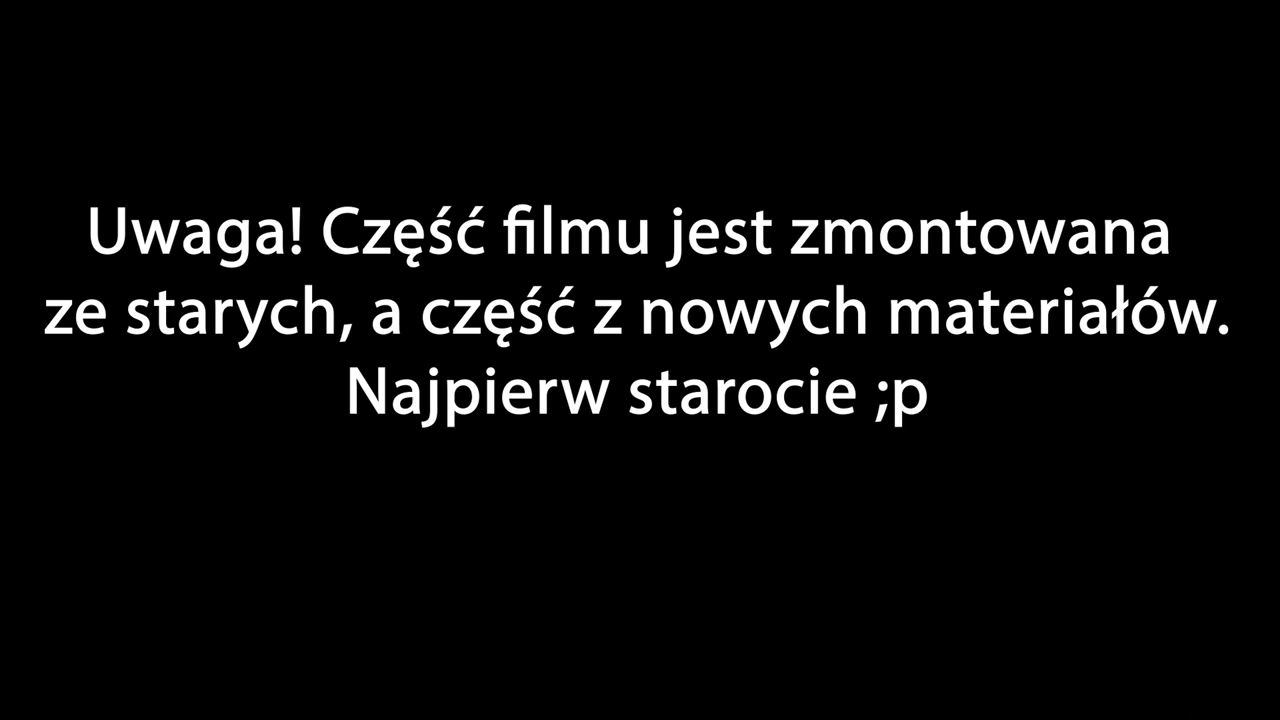 Uwaga! Część filmu jest zmontowana
ze starych, a część z nowych materiałów.
Najpierw starocie ;p